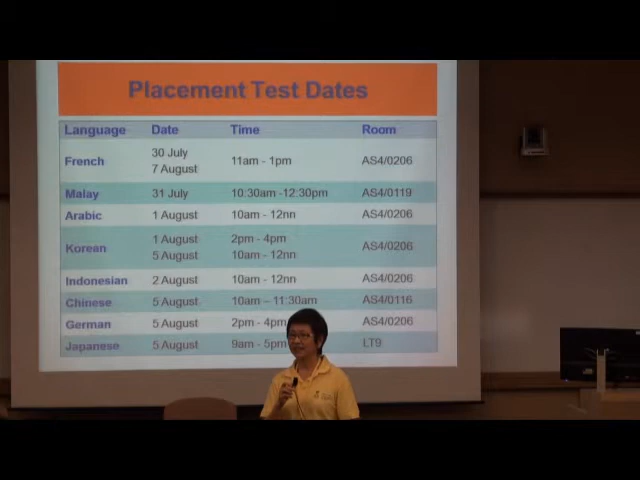 Placement Test Dates
Language Date Time Room
French 30 July 7 August 11am - 1pm AS4/0206
Malay 31 July 10:30am -12:30pm AS4/0119
Arabic 1 August 10am - 12nn AS4/0206
Korean 1 August 2pm - 4pm AS4/0206
5 August 10am - 12nn
Indonesian 2 August 10am - 12nn AS4/0206
Chinese 5 August 10am – 11:30am AS4/0116
German 5 August 2pm - 4pm AS4/0206
Japanese 5 August 9am - 5pm LT9